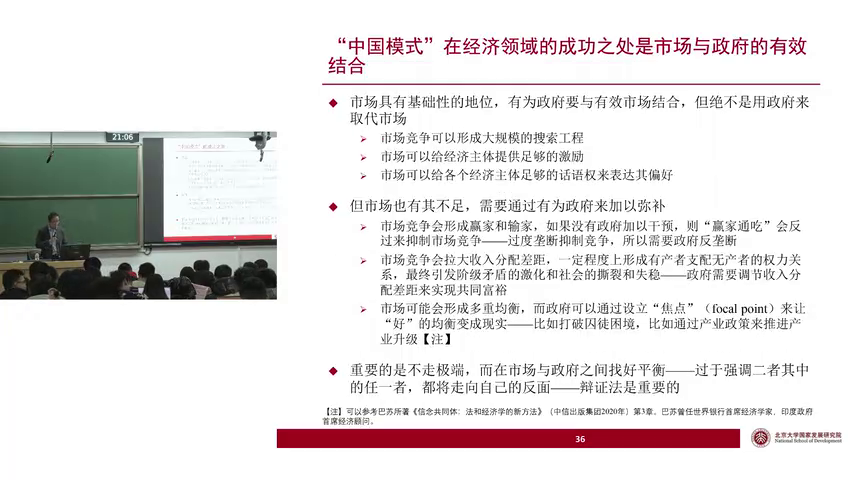 “中国模式”在经济领域的成功之处是市场与政府的有效
结合
市场具有基础性的地位，有为政府要与有效市场结合，但绝不是用政府来
取代市场
市场竞争可以形成大规模的搜索工程
市场可以给经济主体提供足够的激励
市场可以给各个经济主体足够的话语权来表达其偏好
但市场也有其不足，需要通过有为政府来加以弥补
市场竞争会形成赢家和输家，如果没有政府加以干预，则“赢家通吃”会反
过来抑制市场竞争——过度垄断抑制竞争，所以需要政府反垄断
市场竞争会拉大收入分配差距，一定程度上形成有产者支配无产者的权力关
系，最终引发阶级矛盾的激化和社会的撕裂和失稳——政府需要调节收入分
配差距来实现共同富裕
市场可能会形成多重均衡，而政府可以通过设立“焦点”（focal point）来让
“好”的均衡变成现实——比如打破囚徒困境，比如通过产业政策来推进产
业升级【注】
重要的是不走极端，而在市场与政府之间找好平衡——过于强调二者其中
的任一者，都将走向自己的反面——辩证法是重要的
【注】可以参考巴苏所著《信念共同体：法和经济学的新方法》（中信出版集团2020年）第3章。巴苏曾任世界银行首席经济学家、印度政府
首席经济顾问。
36
北京大学国家发展研究院
National School of Development
21:06